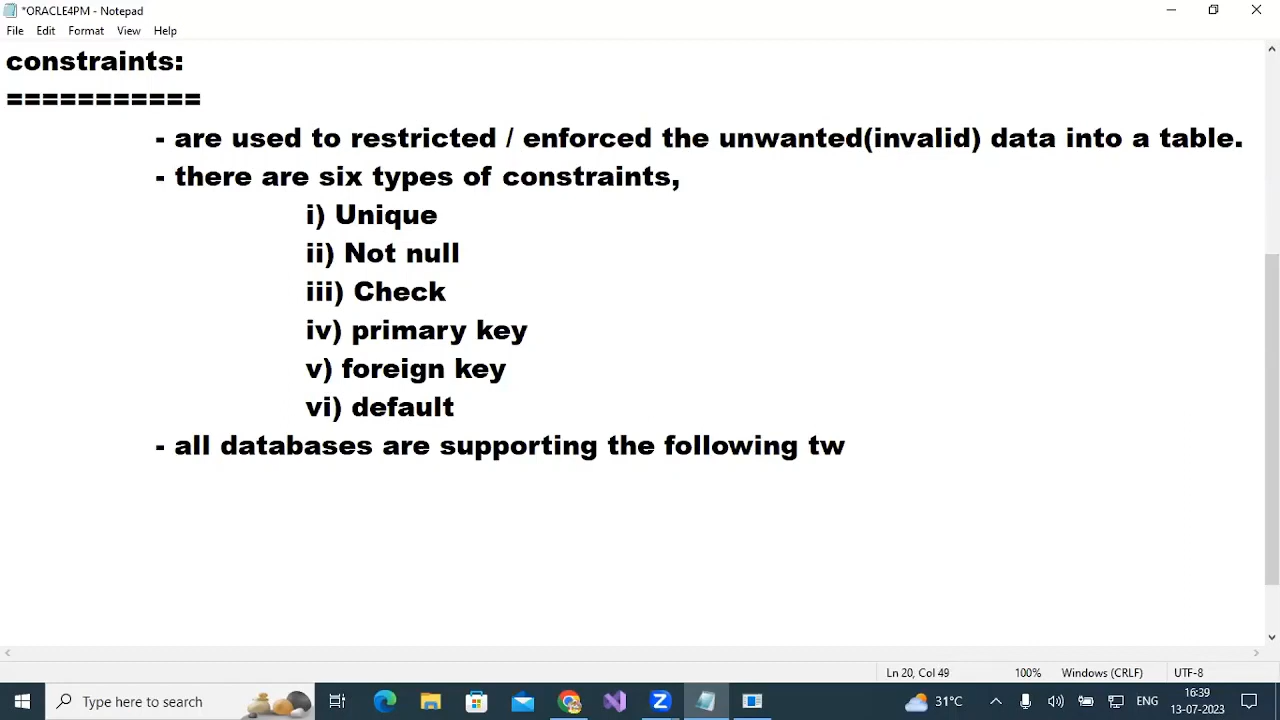 *ORACLE4PM - Notepad
File Edit Format View Help
constraints:
===========
- are used to restricted / enforced the unwanted(invalid) data into a table.
- there are six types of constraints,
i) Unique
ii) Not null
iii) Check
iv) primary key
v) foreign key
vi) default
- all databases are supporting the following tw
Ln 20, Col 49 100% Windows (CRLF) UTF-8
Type here to search 31°C ENG 16:39
13-07-2023